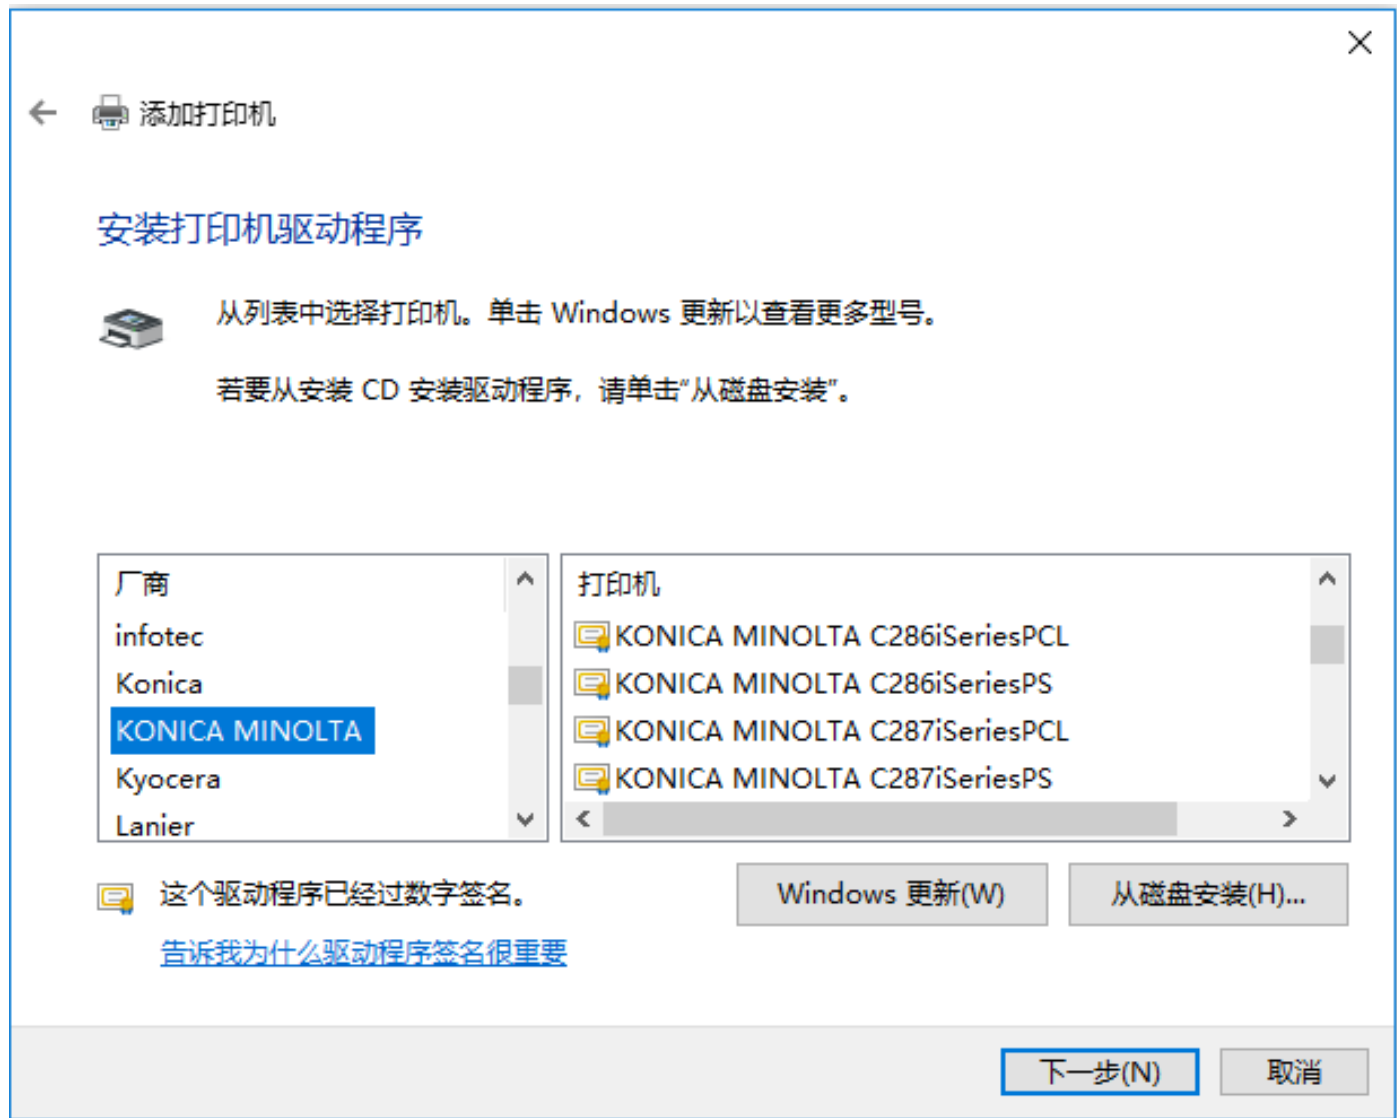 添加打印机
安装打印机驱动程序
从列表中选择打印机。单击 Windows 更新以查看更多型号。
若要从安装 CD 安装驱动程序，请单击“从磁盘安装”。
厂商
infotec
Konica
KONICA MINOLTA
Kyocera
Lanier
打印机
KONICA MINOLTA C286iSeriesPCL
KONICA MINOLTA C286iSeriesPS
KONICA MINOLTA C287iSeriesPCL
KONICA MINOLTA C287iSeriesPS
这个驱动程序已经过数字签名。
告诉我为什么驱动程序签名很重要
Windows 更新(W)
从磁盘安装(H)...
下一步(N)
取消